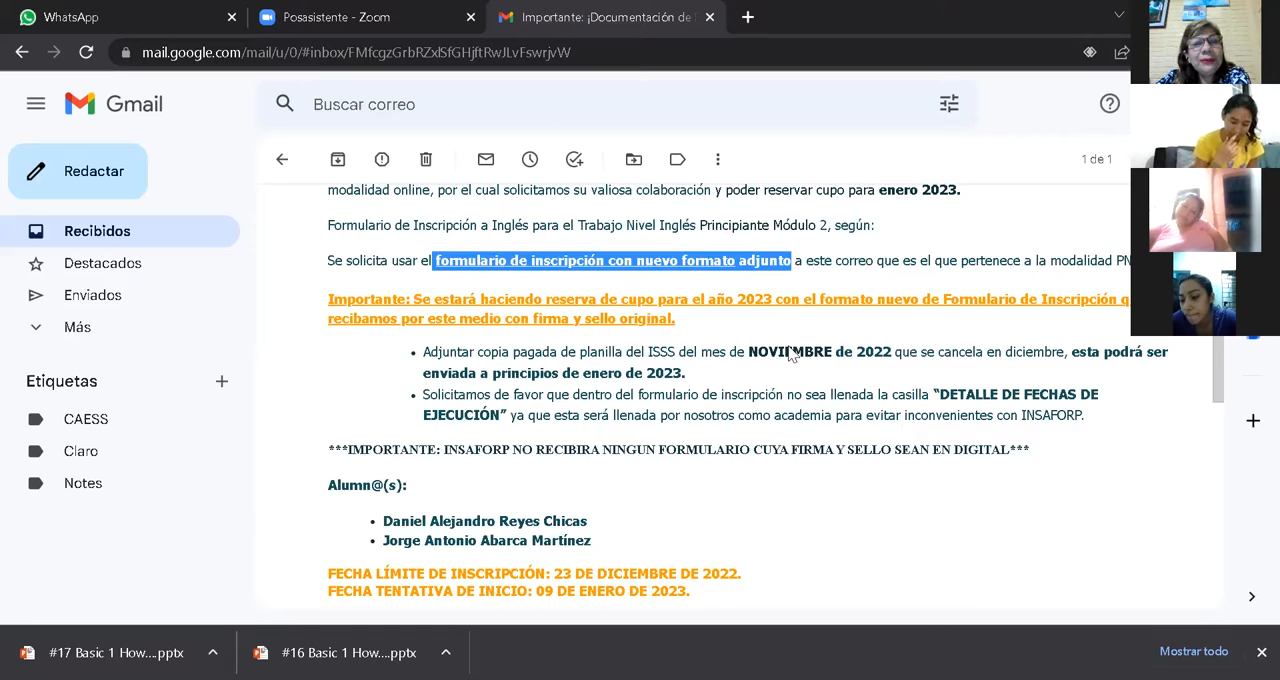 WhatsApp
Posasistente - Zoom
Importante: ¡Documentación de
mail.google.com/mail/u/0/#inbox/FMfcgzGrbRZxlSfGHjftRwJLvFswrjvW
Gmail
Buscar correo
Redactar
1 de 1
Recibidos
Destacados
Enviados
Más
Etiquetas
CAESS
Claro
Notes
modalidad online, por el cual solicitamos su valiosa colaboración y poder reservar cupo para enero 2023.
Formulario de Inscripción a Inglés para el Trabajo Nivel Inglés Principiante Módulo 2, según:
Se solicita usar el formulario de inscripción con nuevo formato adjunto a este correo que es el que pertenece a la modalidad
Importante: Se estará haciendo reserva de cupo para el año 2023 con el formato nuevo de Formulario de Inscripción
recibamos por este medio con firma y sello original.
• Adjuntar copia pagada de planilla del ISSS del mes de NOVIEMBRE de 2022 que se cancela en diciembre, esta podrá ser
enviada a principios de enero de 2023.
• Solicitamos de favor que dentro del formulario de inscripción no sea llenada la casilla “DETALLE DE FECHAS DE
EJECUCIÓN” ya que esta será llenada por nosotros como academia para evitar inconvenientes con INSAFORP.
***IMPORTANTE: INSAFORP NO RECIBIRA NINGUN FORMULARIO CUYA FIRMA Y SELLO SEAN EN DIGITAL***
Alumn@(s):
• Daniel Alejandro Reyes Chicas
• Jorge Antonio Abarca Martínez
FECHA LÍMITE DE INSCRIPCIÓN: 23 DE DICIEMBRE DE 2022.
FECHA TENTATIVA DE INICIO: 09 DE ENERO DE 2023.
#17 Basic 1 How....pptx
#16 Basic 1 How....pptx
Mostrar todo